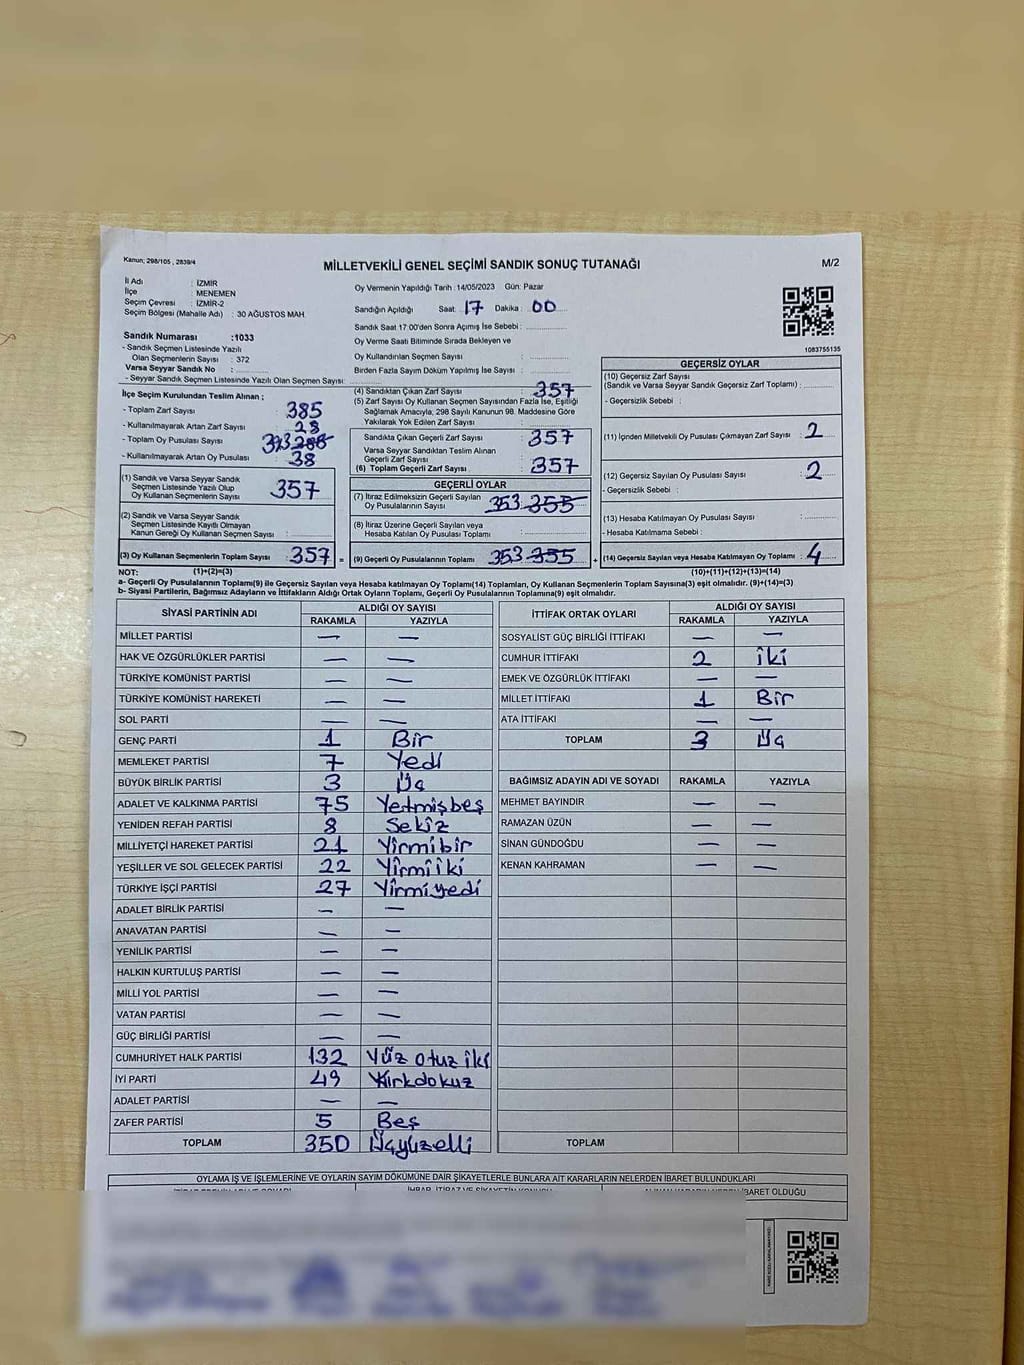 Kanun; 298/105 , 2839/4
MİLLETVEKİLİ GENEL SEÇİMİ SANDIK SONUÇ TUTANAĞI
M/2
İl Adı : İZMİR
İlçe : MENEMEN
Seçim Çevresi : İZMİR-2
Seçim Bölgesi (Mahalle Adı) : 30 AĞUSTOS MAH.
Sandık Numarası :1033
- Sandık Seçmen Listesinde Yazılı
Olan Seçmenlerin Sayısı : 372
Varsa Seyyar Sandık No :
- Seyyar Sandık Seçmen Listesinde Yazılı Olan Seçmen Sayısı:
İlçe Seçim Kurulundan Teslim Alınan ;
- Toplam Zarf Sayısı : 385
- Kullanılmayarak Artan Zarf Sayısı : 28
- Toplam Oy Pusulası Sayısı
- Kullanılmayarak Artan Oy Pusulası : 38
(1) Sandık ve Varsa Seyyar Sandık
Seçmen Listesinde Yazılı Olup
Oy Kullanan Seçmenlerin Sayısı : 357
(2) Sandık ve Varsa Seyyar Sandık
Seçmen Listesinde Kayıtlı Olmayan
Kanun Gereği Oy Kullanan Seçmen Sayısı :
(3) Oy Kullanan Seçmenlerin Toplam Sayısı : 357 =
Oy Vermenin Yapıldığı Tarih :14/05/2023 Gün: Pazar
Sandığın Açıldığı Saat: 17 Dakika : 00
Sandık Saat 17:00'den Sonra Açımış İse Sebebi :
Oy Verme Saati Bitiminde Sırada Bekleyen ve
Oy Kullandırılan Seçmen Sayısı :
Birden Fazla Sayım Döküm Yapılmış İse Sayısı :
(4) Sandıktan Çıkan Zarf Sayısı : 357
(5) Zarf Sayısı Oy Kullanan Seçmen Sayısından Fazla İse, Eşitliği
Sağlamak Amacıyla, 298 Sayılı Kanunun 98. Maddesine Göre
Yakılarak Yok Edilen Zarf Sayısı :
Sandıkta Çıkan Geçerli Zarf Sayısı : 357
Varsa Seyyar Sandıktan Teslim Alınan
Geçerli Zarf Sayısı
(6) Toplam Geçerli Zarf Sayısı : 357
GEÇERLİ OYLAR
(7) İtiraz Edilmeksizin Geçerli Sayılan
Oy Pusulalarının Sayısı : 353 355
(8) İtiraz Üzerine Geçerli Sayılan veya
Hesaba Katılan Oy Pusulası Toplamı :
(9) Geçerli Oy Pusulalarının Toplamı : 353 355 +
1083755135
GEÇERSİZ OYLAR
(10) Geçersiz Zarf Sayısı
(Sandık ve Varsa Seyyar Sandık Geçersiz Zarf Toplamı) :
- Geçersizlik Sebebi :
(11) İçinden Milletvekili Oy Pusulası Çıkmayan Zarf Sayısı : 2
(12) Geçersiz Sayılan Oy Pusulası Sayısı : 2
- Geçersizlik Sebebi :
(13) Hesaba Katılmayan Oy Pusulası Sayısı :
- Hesaba Katılmama Sebebi :
(14) Geçersiz Sayılan veya Hesaba Katılmayan Oy Toplamı : 4
NOT: (1)+(2)=(3) (10)+(11)+(12)+(13)=(14)
a- Geçerli Oy Pusulalarının Toplamı(9) ile Geçersiz Sayılan veya Hesaba katılmayan Oy Toplamı(14) Toplamları, Oy Kullanan Seçmenlerin Toplam Sayısına(3) eşit olmalıdır. (9)+(14)=(3)
b- Siyasi Partilerin, Bağımsız Adayların ve İttifakların Aldığı Ortak Oyların Toplamı, Geçerli Oy Pusulalarının Toplamına(9) eşit olmalıdır.
SİYASİ PARTİNİN ADI ALDIĞI OY SAYISI
RAKAMLA YAZIYLA
MİLLET PARTİSİ — —
HAK VE ÖZGÜRLÜKLER PARTİSİ — —
TÜRKİYE KOMÜNİST PARTİSİ — —
TÜRKİYE KOMÜNİST HAREKETİ — —
SOL PARTİ — —
GENÇ PARTİ 1 Bir
MEMLEKET PARTİSİ 7 Yedi
BÜYÜK BİRLİK PARTİSİ 3 Üç
ADALET VE KALKINMA PARTİSİ 75 Yetmişbeş
YENİDEN REFAH PARTİSİ 8 Sekiz
MİLLİYETÇİ HAREKET PARTİSİ 21 Yirmibir
YEŞİLLER VE SOL GELECEK PARTİSİ 22 Yirmiiki
TÜRKİYE İŞÇİ PARTİSİ 27 Yirmiyedi
ADALET BİRLİK PARTİSİ — —
ANAVATAN PARTİSİ — —
YENİLİK PARTİSİ — —
HALKIN KURTULUŞ PARTİSİ — —
MİLLİ YOL PARTİSİ — —
VATAN PARTİSİ — —
GÜÇ BİRLİĞİ PARTİSİ — —
CUMHURİYET HALK PARTİSİ 132 Yüz otuz iki
İYİ PARTİ 49 Kırkdokuz
ADALET PARTİSİ — —
ZAFER PARTİSİ 5 Beş
TOPLAM 350 Üçyüzelli
İTTİFAK ORTAK OYLARI ALDIĞI OY SAYISI
RAKAMLA YAZIYLA
SOSYALİST GÜÇ BİRLİĞİ İTTİFAKI — —
CUMHUR İTTİFAKI 2 iki
EMEK VE ÖZGÜRLÜK İTTİFAKI — —
MİLLET İTTİFAKI 1 Bir
ATA İTTİFAKI — —
TOPLAM 3 Üç
BAĞIMSIZ ADAYIN ADI VE SOYADI RAKAMLA YAZIYLA
MEHMET BAYINDIR — —
RAMAZAN ÜZÜN — —
SİNAN GÜNDOĞDU — —
KENAN KAHRAMAN — —
TOPLAM
OYLAMA İŞ VE İŞLEMLERİNE VE OYLARIN SAYIM DÖKÜMÜNE DAİR ŞİKAYETLERLE BUNLARA AİT KARARLARIN NELERDEN İBARET BULUNDUKLARI
İBARET OLDUĞU